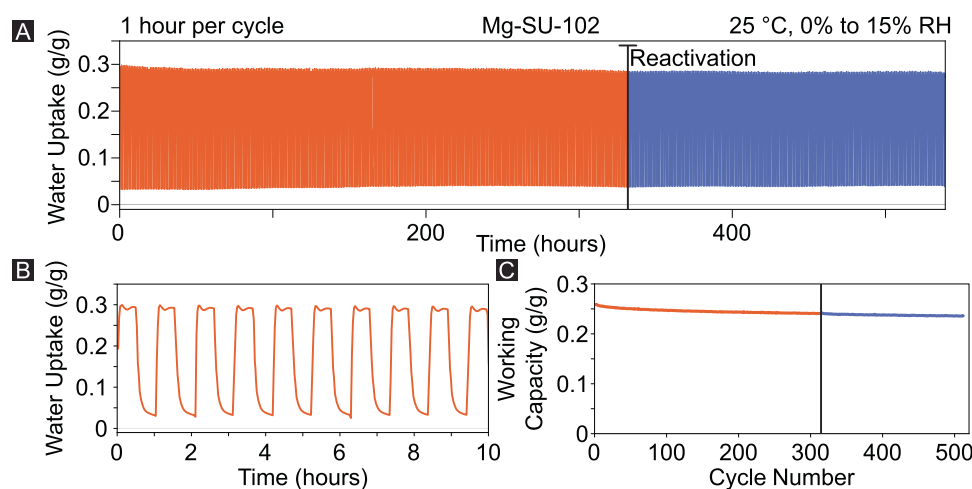 A
1 hour per cycle Mg-SU-102 25 °C, 0% to 15% RH
Water Uptake (g/g)
0.3
0.2
0.1
0
Reactivation
0 200 400
Time (hours)
B
Water Uptake (g/g)
0.3
0.2
0.1
0
0 2 4 6 8 10
Time (hours)
C
Working
Capacity (g/g)
0.3
0.2
0.1
0
0 100 200 300 400 500
Cycle Number